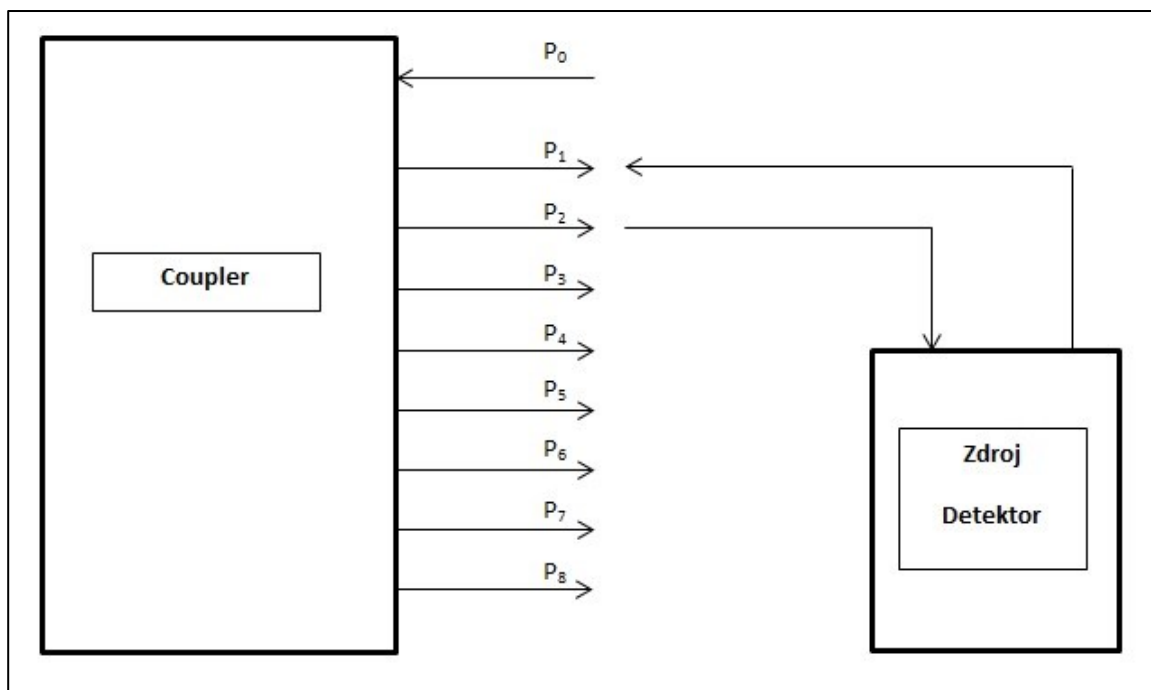 P₀
P₁
P₂
P₃
P₄
P₅
P₆
P₇
P₈
Coupler
Zdroj
Detektor